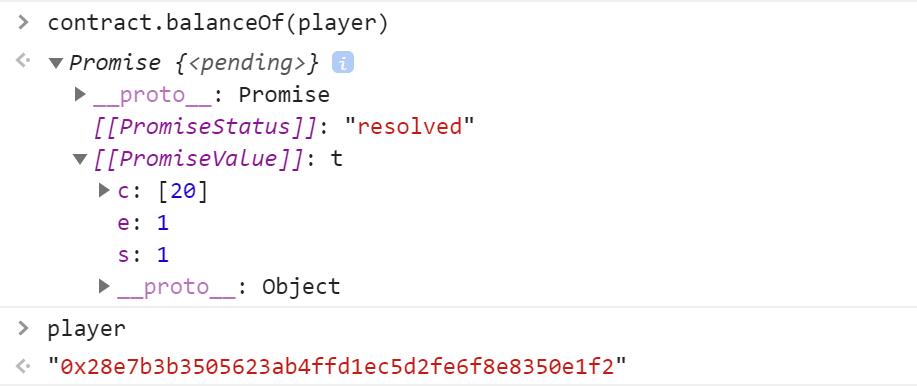 > contract.balanceOf(player)
<· ▼ Promise {<pending>} i
▶ __proto__: Promise
[[PromiseStatus]]: "resolved"
▼ [[PromiseValue]]: t
▶ c: [20]
e: 1
s: 1
▶ __proto__: Object
> player
<· "0x28e7b3b3505623ab4ffd1ec5d2fe6f8e8350e1f2"